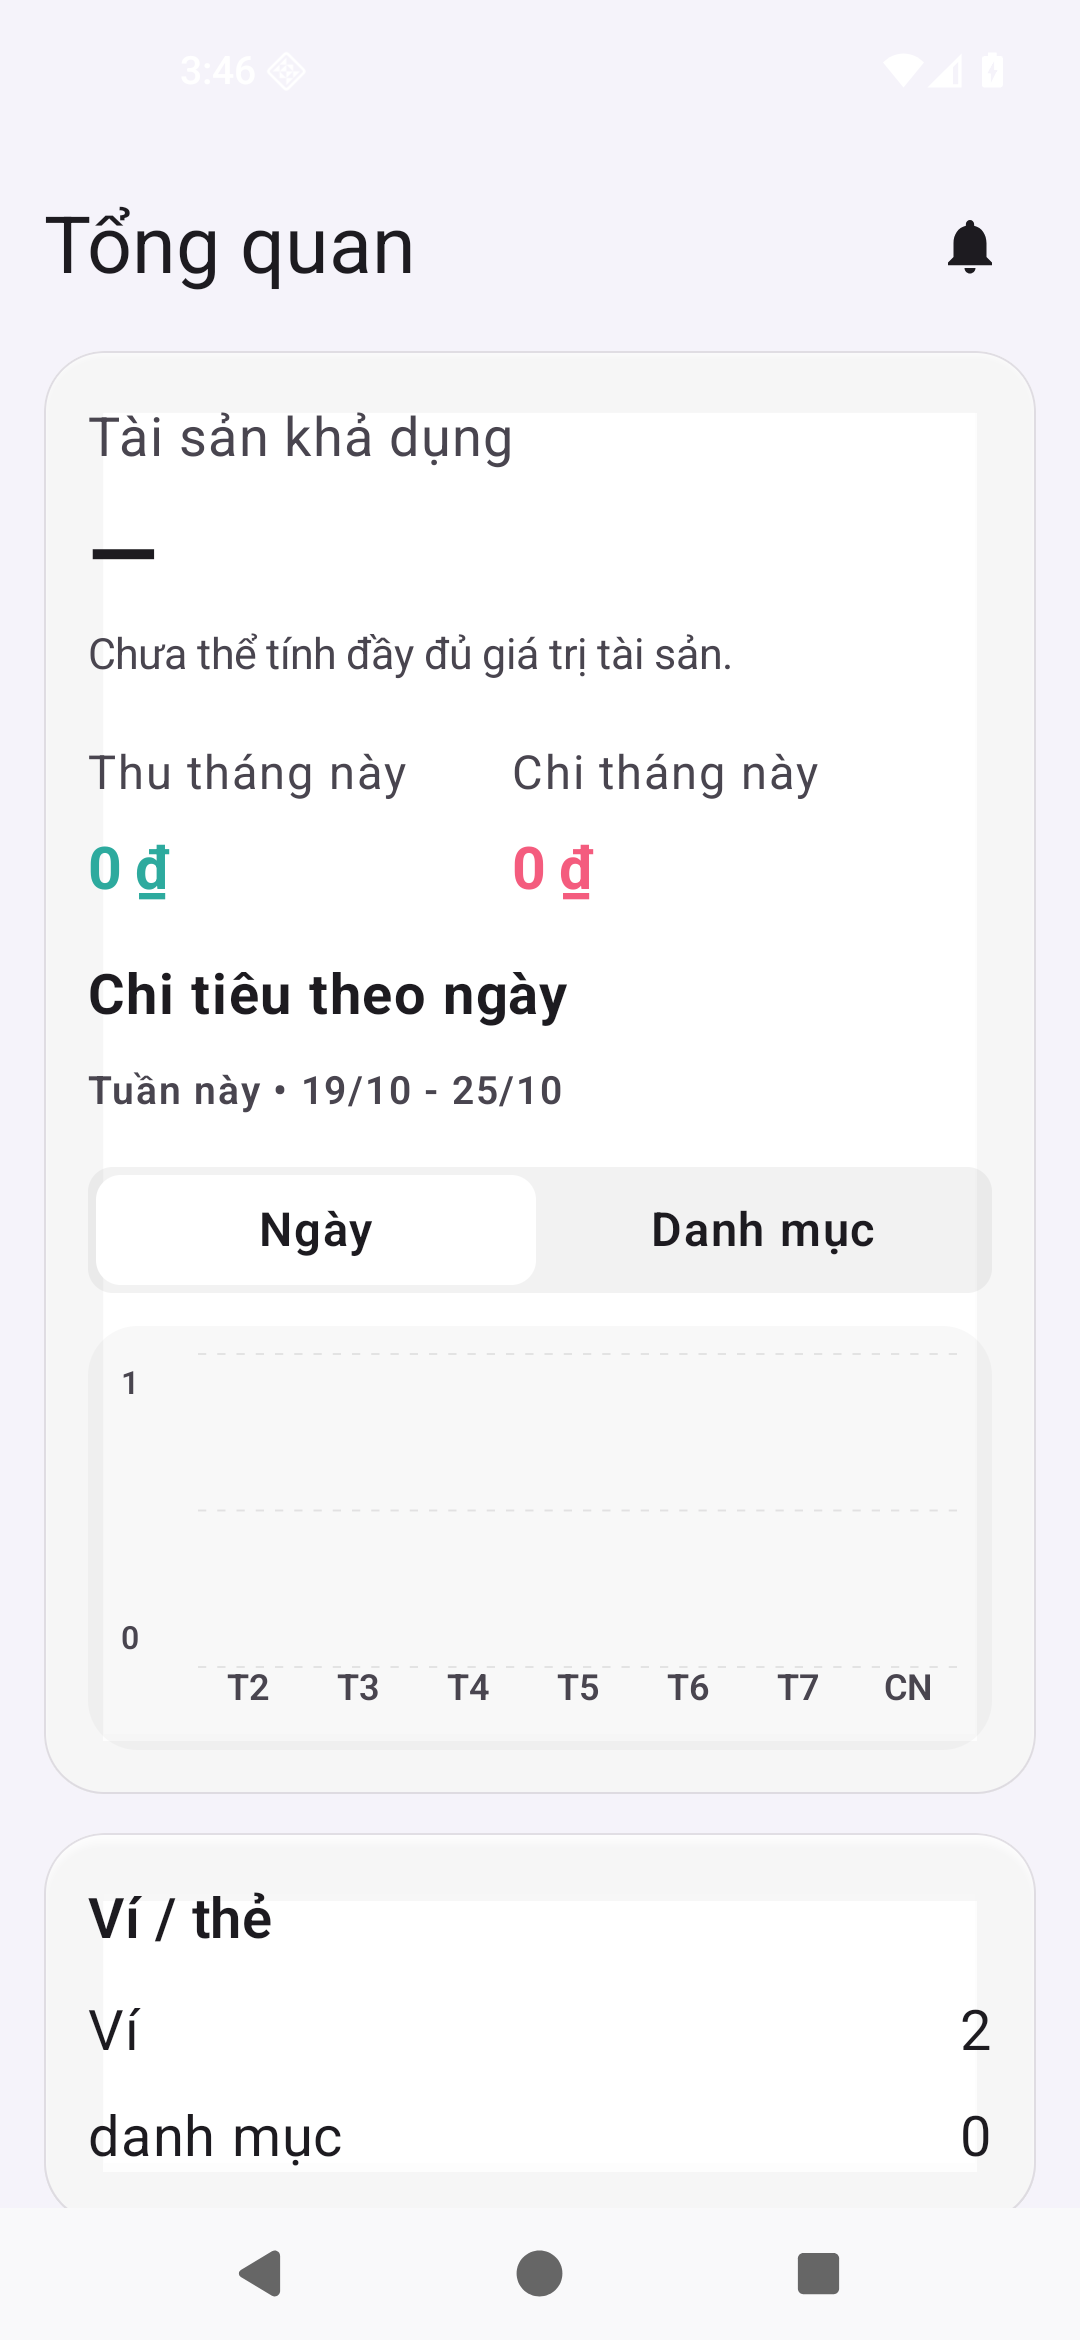 3:46
Tổng quan
Tài sản khả dụng
—
Chưa thể tính đầy đủ giá trị tài sản.
Thu tháng này Chi tháng này
0 ₫ 0 ₫
Chi tiêu theo ngày
Tuần này • 19/10 - 25/10
Ngày Danh mục
1
0
T2 T3 T4 T5 T6 T7 CN
Ví / thẻ
Ví 2
danh mục 0